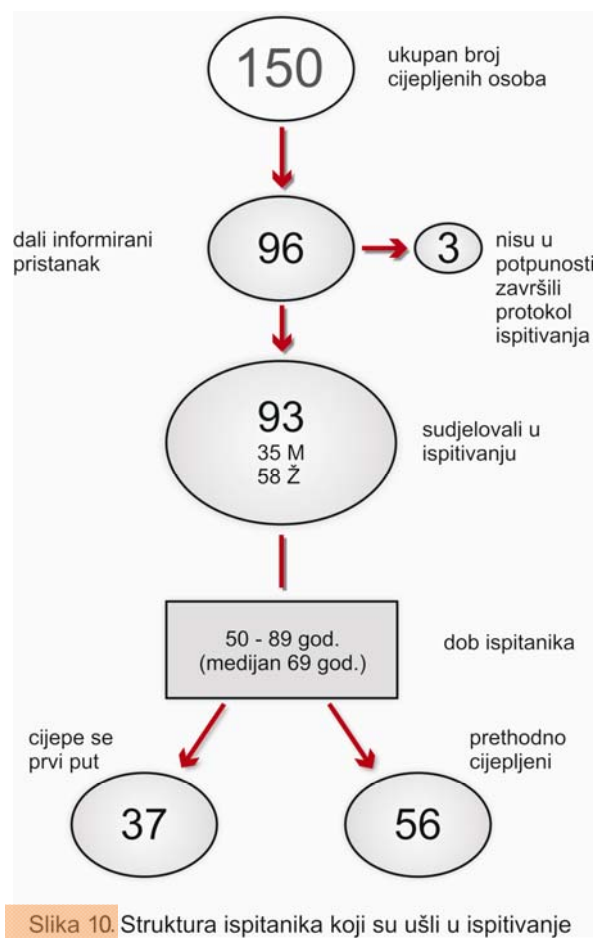 150
ukupan broj
cijepljenih osoba
dali informirani
pristanak
96
3
nisu u
potpunosti
završili
protokol
ispitivanja
93
35 M
58 Ž
sudjelovali u
ispitivanju
50 - 89 god.
(medijan 69 god.)
dob ispitanika
cijepe se
prvi put
prethodno
cijepljeni
37
56
Slika 10. Struktura ispitanika koji su ušli u ispitivanje